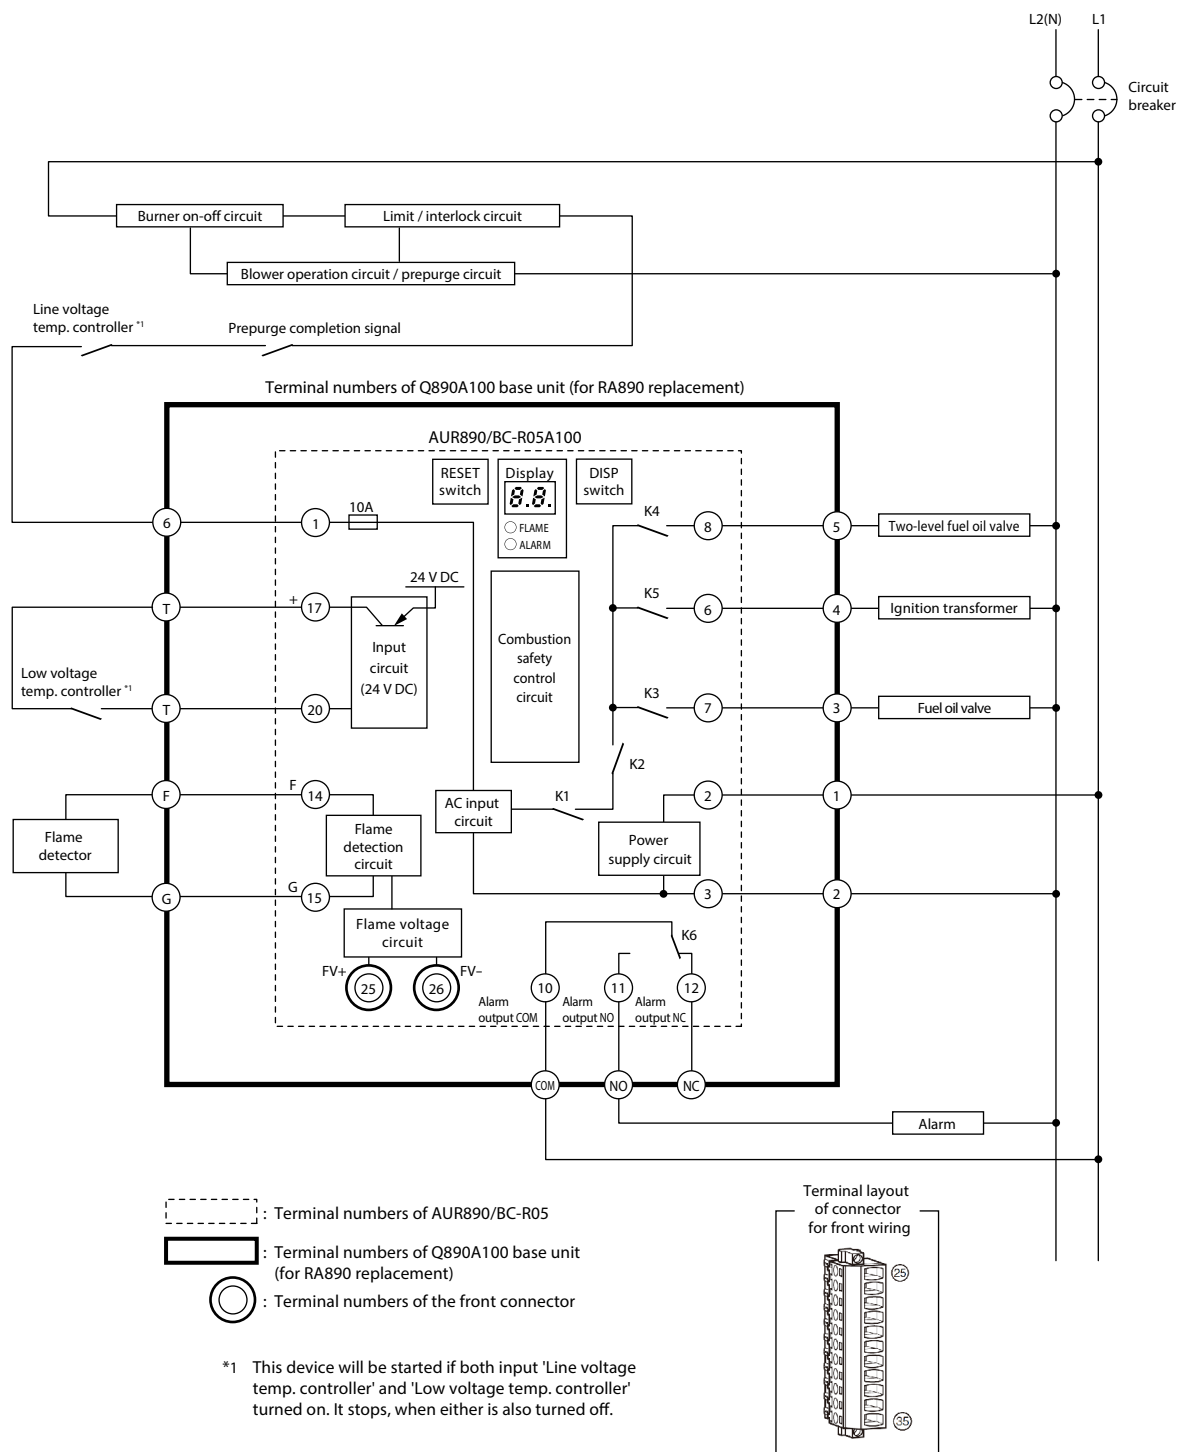 L2(N)
L1
Circuit
breaker
Burner on-off circuit
Limit / interlock circuit
Blower operation circuit / prepurge circuit
Line voltage
temp. controller *1
Prepurge completion signal
Terminal numbers of Q890A100 base unit (for RA890 replacement)
AUR890/BC-R05A100
RESET
switch
Display
8.8.
FLAME
ALARM
DISP
switch
6
1
10A
K4
8
5
Two-level fuel oil valve
24 V DC
T
+
17
Input
circuit
(24 V DC)
Combustion
safety
control
circuit
K5
6
4
Ignition transformer
Low voltage
temp. controller *1
T
20
K3
7
3
Fuel oil valve
K2
F
F
14
AC input
circuit
K1
2
1
Flame
detector
Flame
detection
circuit
Power
supply circuit
G
G
15
3
2
Flame voltage
circuit
K6
FV+
25
26
FV–
10
11
12
Alarm
output COM
Alarm
output NO
Alarm
output NC
COM
NO
NC
Alarm
: Terminal numbers of AUR890/BC-R05
: Terminal numbers of Q890A100 base unit
(for RA890 replacement)
: Terminal numbers of the front connector
Terminal layout
of connector
for front wiring
25
35
*1 This device will be started if both input 'Line voltage
temp. controller' and 'Low voltage temp. controller'
turned on. It stops, when either is also turned off.